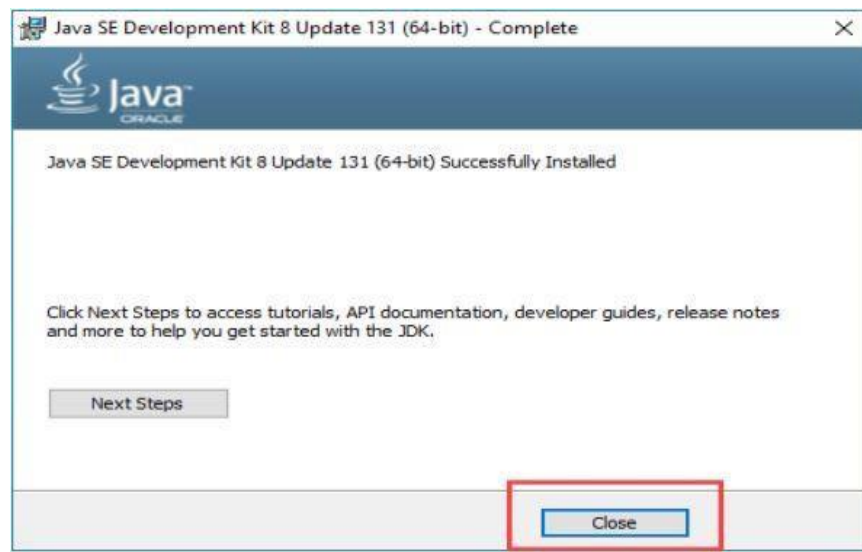 Java SE Development Kit 8 Update 131 (64-bit) - Complete
Java™
ORACLE
Java SE Development Kit 8 Update 131 (64-bit) Successfully Installed
Click Next Steps to access tutorials, API documentation, developer guides, release notes
and more to help you get started with the JDK.
Next Steps
Close